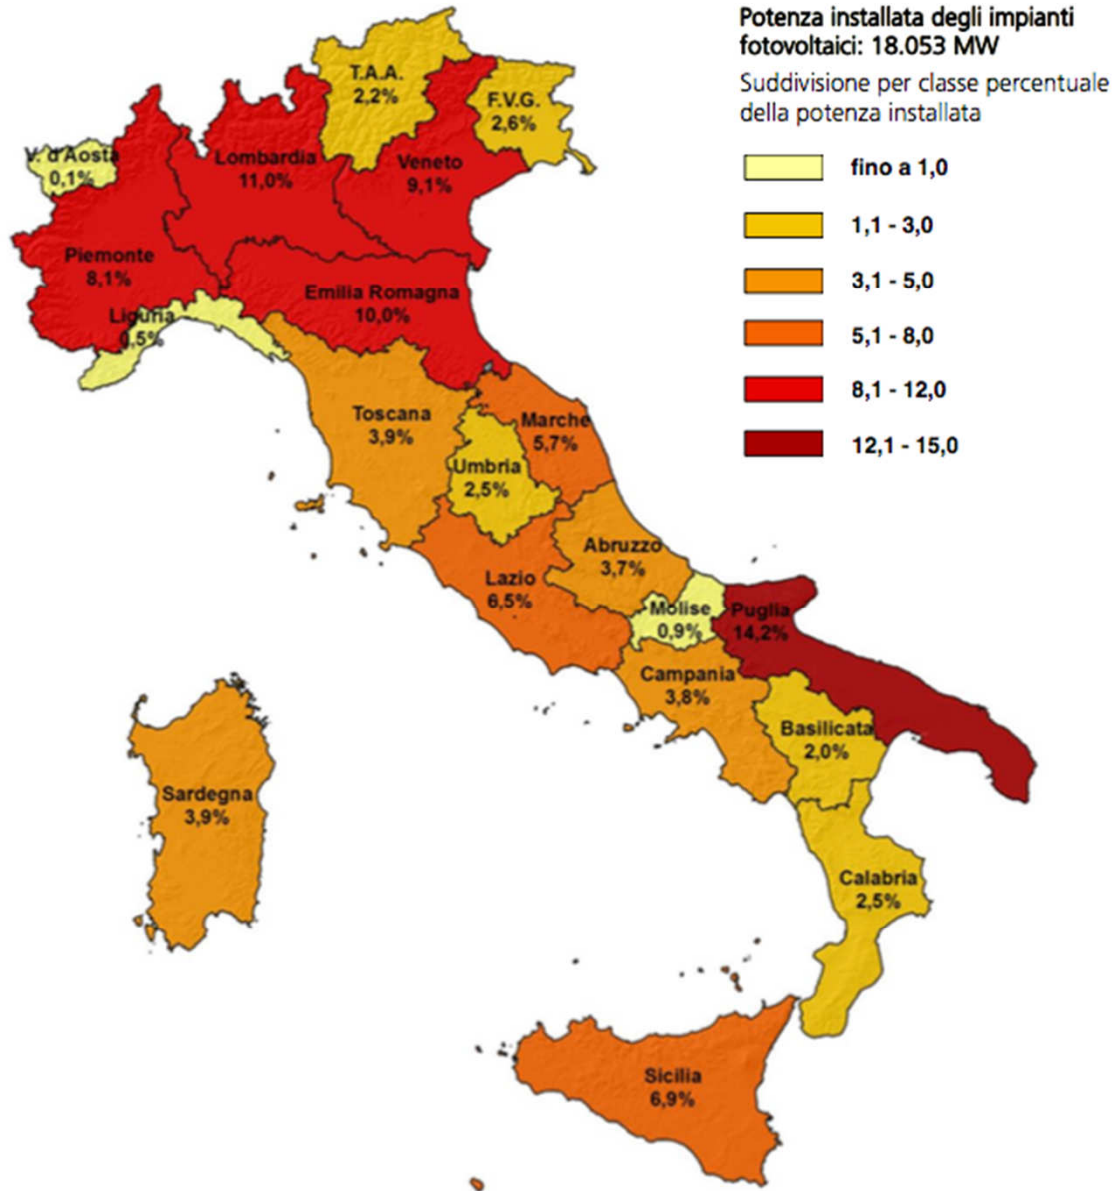 Potenza installata degli impianti
fotovoltaici: 18.053 MW
Suddivisione per classe percentuale
della potenza installata
fino a 1,0
1,1 - 3,0
3,1 - 5,0
5,1 - 8,0
8,1 - 12,0
12,1 - 15,0
T.A.A.
2,2%
F.V.G.
2,6%
V. d'Aosta
0,1%
Lombardia
11,0%
Veneto
9,1%
Piemonte
8,1%
Emilia Romagna
10,0%
Liguria
0,5%
Toscana
3,9%
Marche
5,7%
Umbria
2,5%
Abruzzo
3,7%
Lazio
6,5%
Molise
0,9%
Puglia
14,2%
Campania
3,8%
Basilicata
2,0%
Sardegna
3,9%
Calabria
2,5%
Sicilia
6,9%